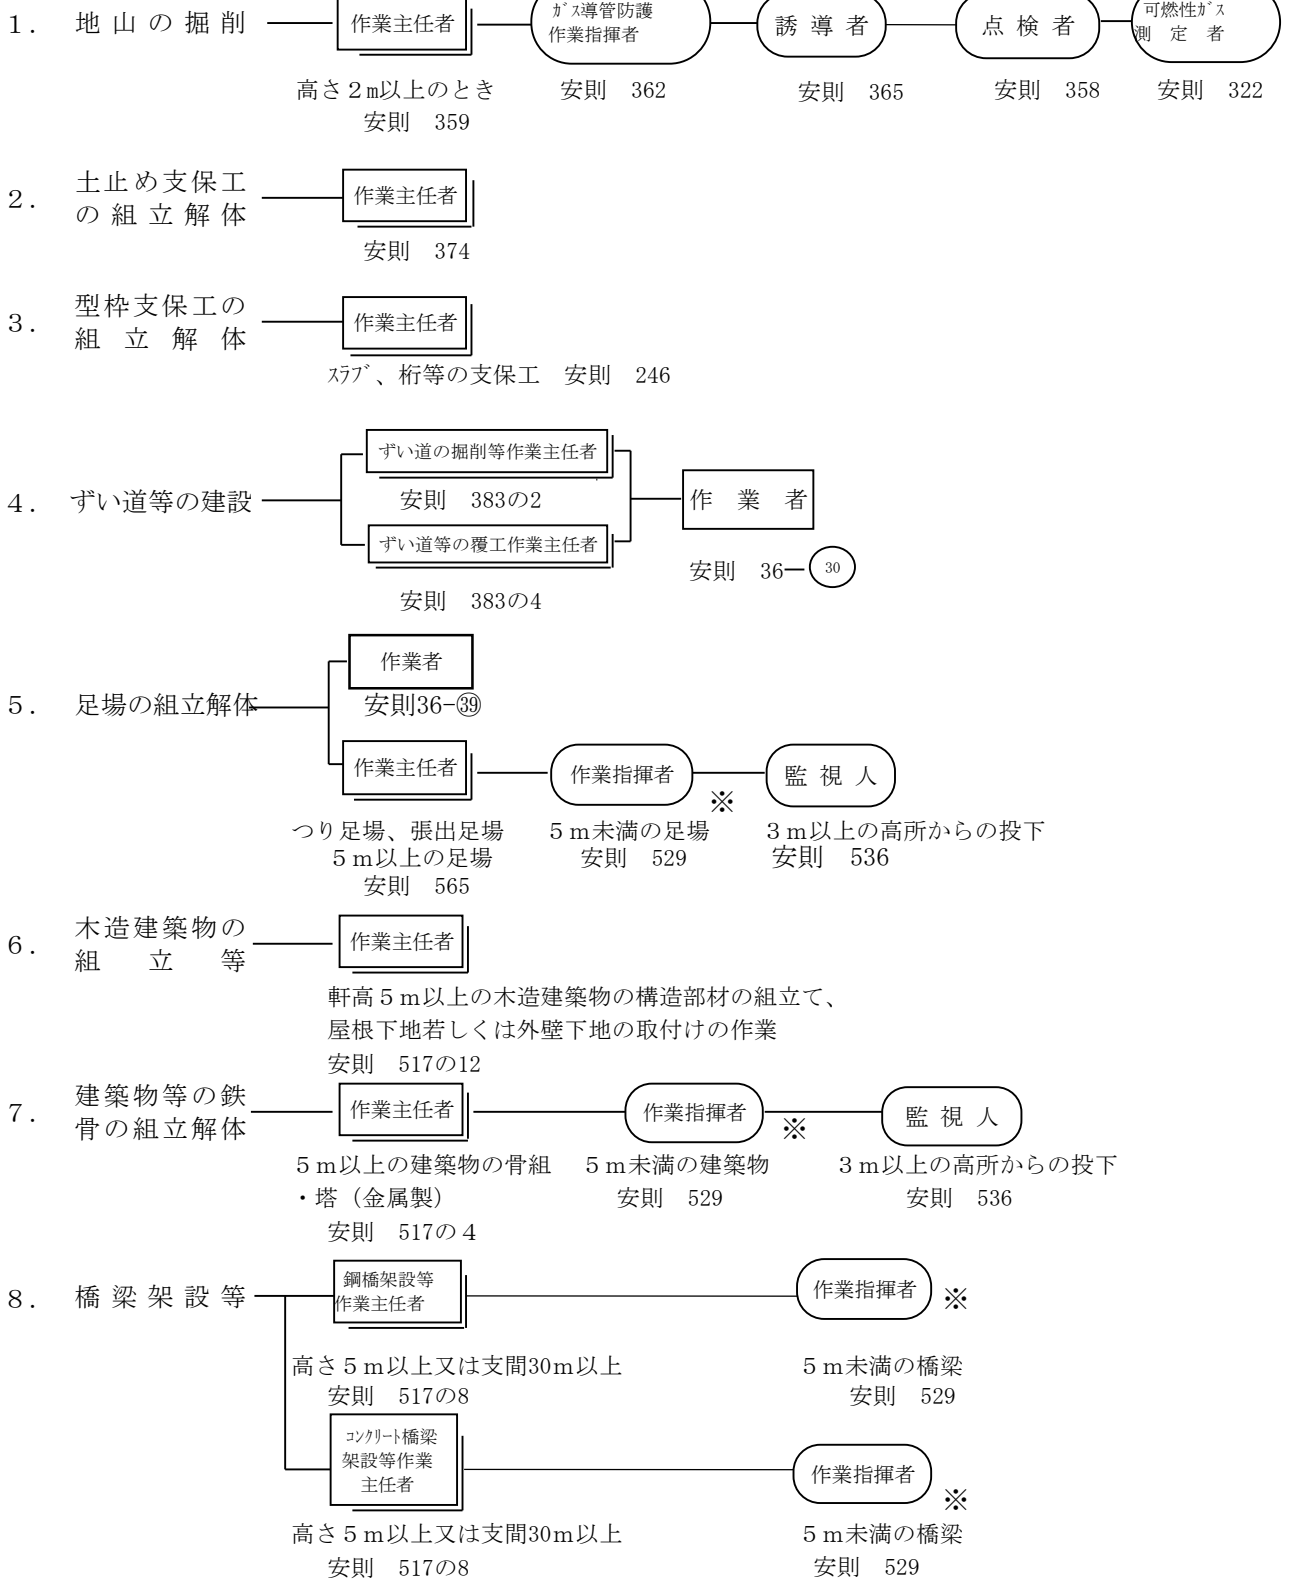 １． 地山の掘削 作業主任者 ｶﾞｽ導管防護 誘導者 点検者 可燃性ｶﾞｽ
作業指揮者 測定者
高さ２m以上のとき 安則　362 安則　365 安則　358 安則　322
安則　359
２． 土止め支保工 作業主任者
の組立解体
安則　374
３． 型枠支保工の 作業主任者
組立解体
ｽﾗﾌﾞ、桁等の支保工　安則　246
ずい道の掘削等作業主任者
４． ずい道等の建設 安則　383の2 作業者
ずい道等の覆工作業主任者
安則　36ー 30
安則　383の4
作業者
５． 足場の組立解体 安則36-㊴
作業主任者 作業指揮者 ※ 監視人
つり足場、張出足場 ５ｍ未満の足場 ３ｍ以上の高所からの投下
５ｍ以上の足場 安則　529 安則　536
安則　565
６． 木造建築物の 作業主任者
組立等
軒高５ｍ以上の木造建築物の構造部材の組立て、
屋根下地若しくは外壁下地の取付けの作業
安則　517の12
７． 建築物等の鉄 作業主任者 作業指揮者 ※ 監視人
骨の組立解体
５ｍ以上の建築物の骨組 ５ｍ未満の建築物 ３ｍ以上の高所からの投下
・塔（金属製） 安則　529 安則　536
安則　517の４
８． 橋梁架設等 鋼橋架設等 作業指揮者 ※
作業主任者
高さ５ｍ以上又は支間30ｍ以上 ５ｍ未満の橋梁
安則　517の8 安則　529
ｺﾝｸﾘｰﾄ橋梁
架設等作業 作業指揮者 ※
主任者
高さ５ｍ以上又は支間30ｍ以上 ５ｍ未満の橋梁
安則　517の8 安則　529